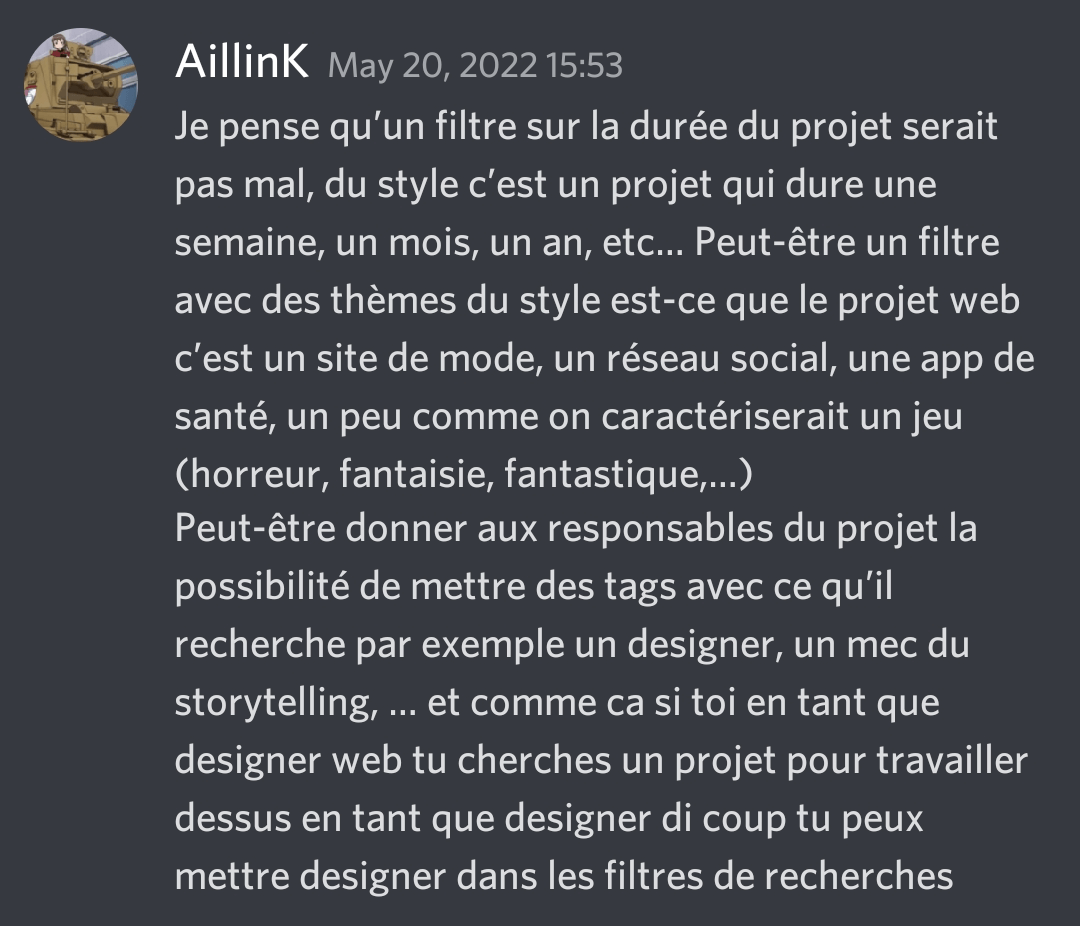 AillinK May 20, 2022 15:53
Je pense qu’un filtre sur la durée du projet serait
pas mal, du style c’est un projet qui dure une
semaine, un mois, un an, etc... Peut-être un filtre
avec des thèmes du style est-ce que le projet web
c’est un site de mode, un réseau social, une app de
santé, un peu comme on caractériserait un jeu
(horreur, fantaisie, fantastique,...)
Peut-être donner aux responsables du projet la
possibilité de mettre des tags avec ce qu’il
recherche par exemple un designer, un mec du
storytelling, ... et comme ca si toi en tant que
designer web tu cherches un projet pour travailler
dessus en tant que designer di coup tu peux
mettre designer dans les filtres de recherches